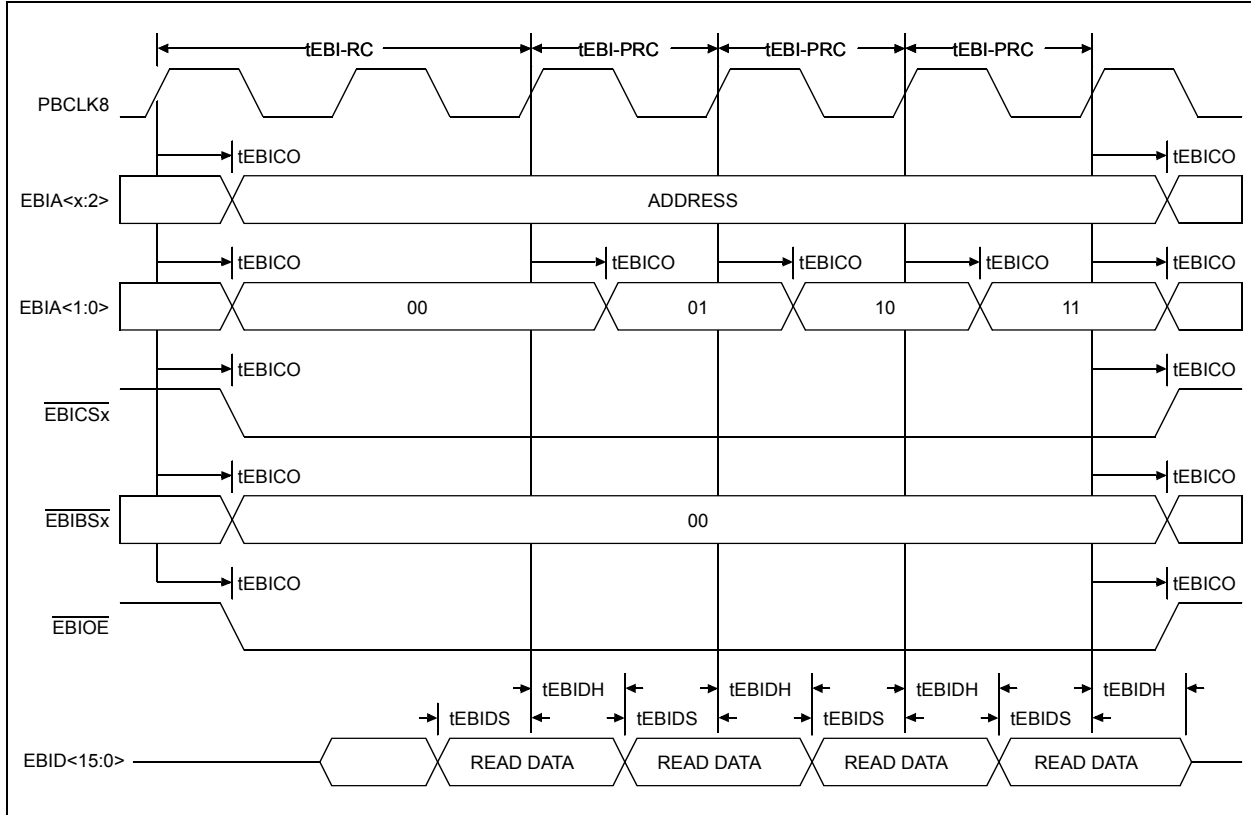 tEBI-RC tEBI-PRC tEBI-PRC tEBI-PRC
PBCLK8
tEBICO tEBICO
EBIA<x:2> ADDRESS
tEBICO tEBICO tEBICO tEBICO tEBICO
EBIA<1:0> 00 01 10 11
tEBICO tEBICO
EBICSx
tEBICO tEBICO
EBIBSx 00
tEBICO tEBICO
EBIOE
tEBIDH tEBIDH tEBIDH tEBIDH
tEBIDS tEBIDS tEBIDS tEBIDS
EBID<15:0> READ DATA READ DATA READ DATA READ DATA